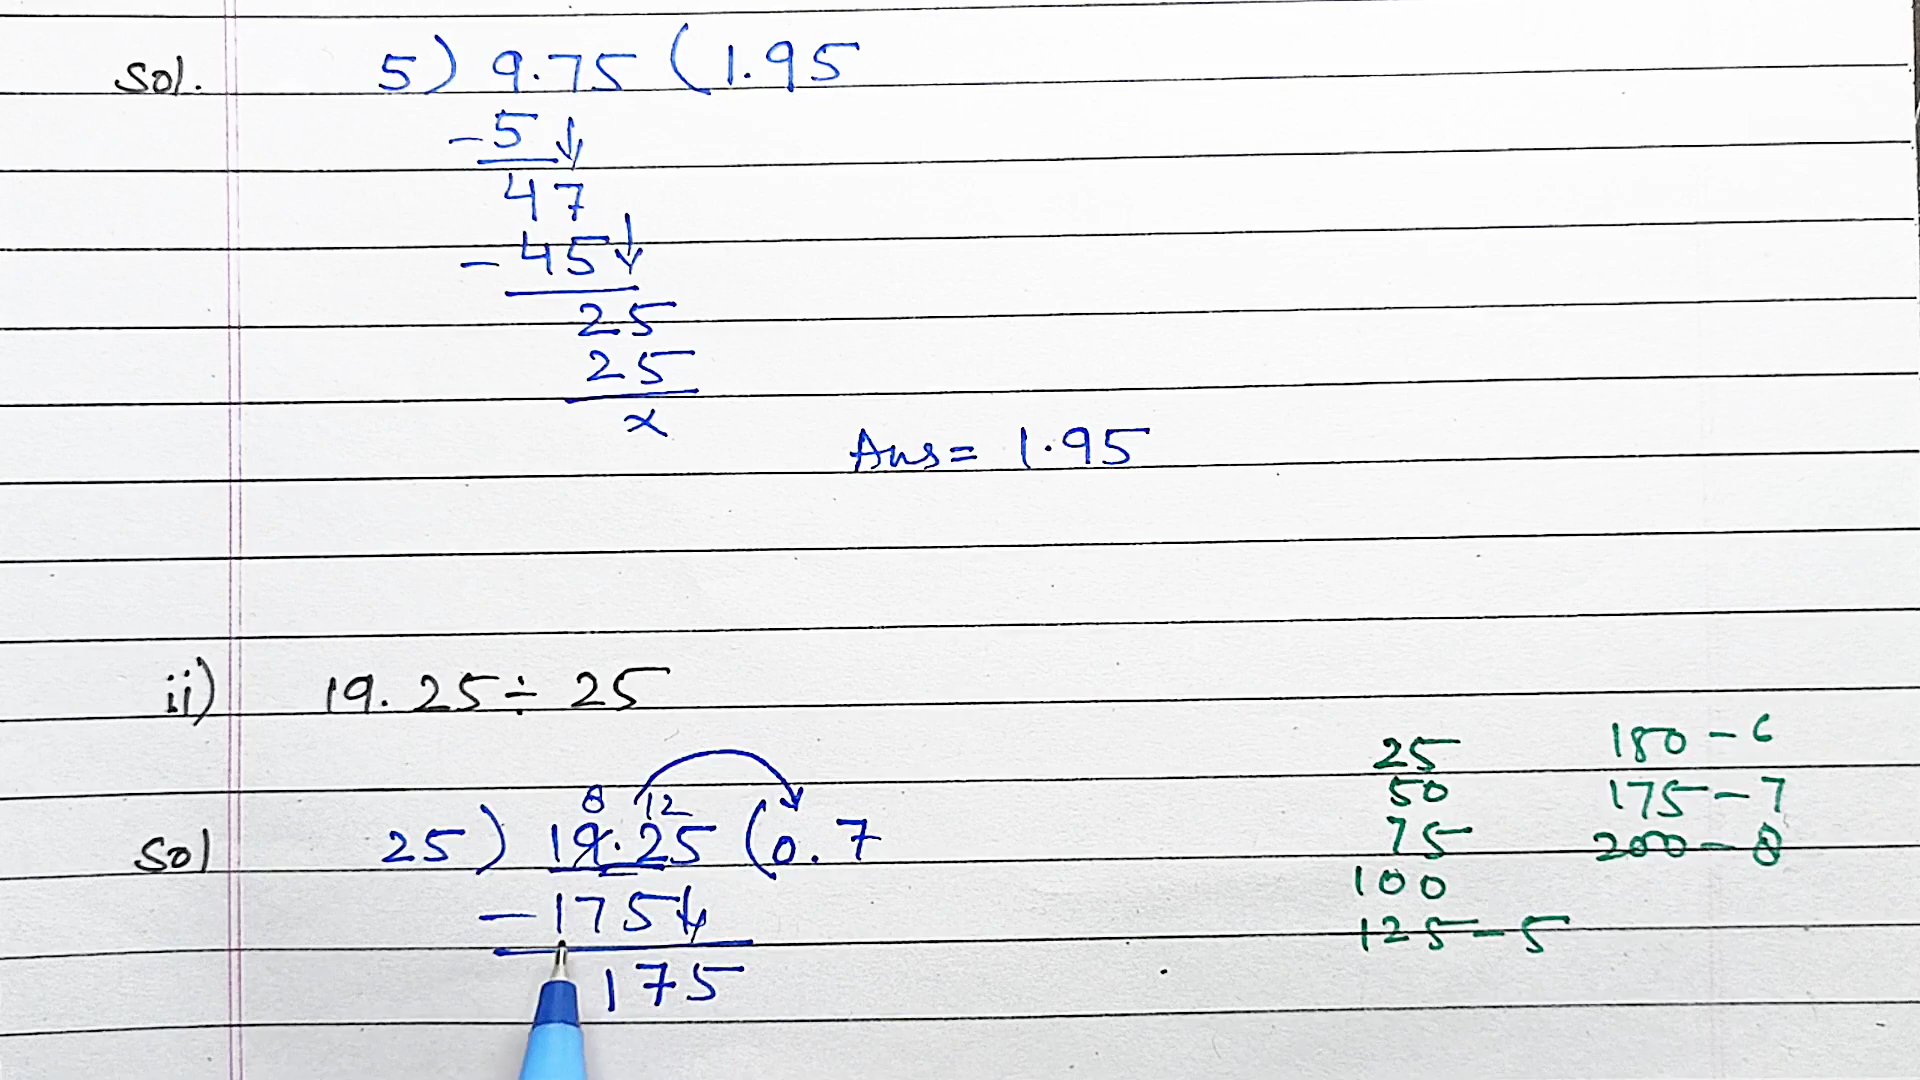 Sol. 5) 9.75 (1.95
-5↓
47
-45↓
25
25
x
Ans = 1.95
ii) 19.25 ÷ 25
8 12
Sol 25) 19.25 (0.7
-175↓
175
25
50
75
100
125 - 5
180 - 6
175 - 7
200 - 8